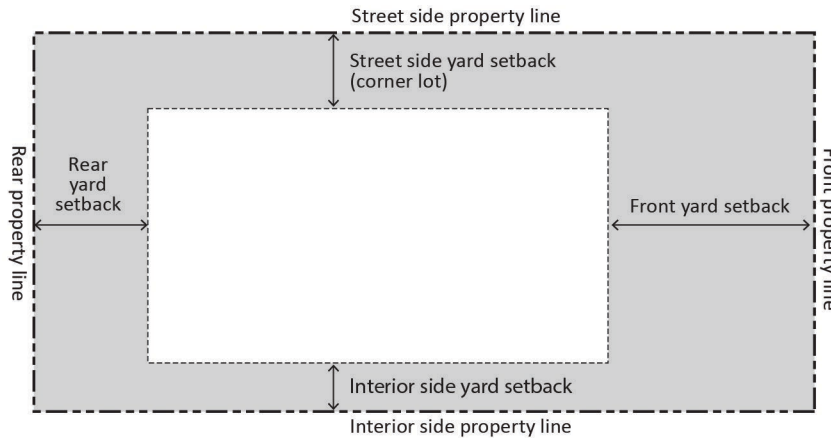 Street side property line
Street side yard setback
(corner lot)
Rear property line
Rear
yard
setback
Front yard setback
Front property line
Interior side yard setback
Interior side property line